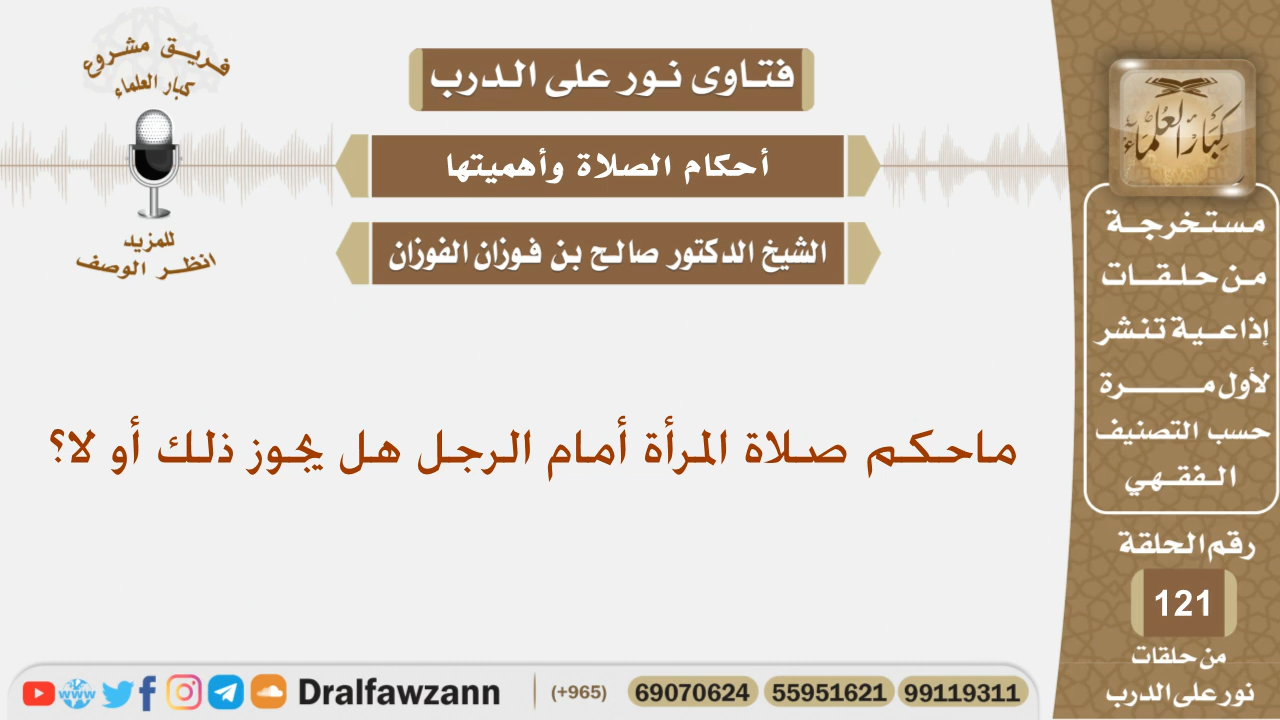 فريق مشروع
كبار العلماء
للمزيد
انظر الوصف
فتاوى نور على الدرب
أحكام الصلاة وأهميتها
الشيخ الدكتور صالح بن فوزان الفوزان
ماحكم صلاة المرأة أمام الرجل هل يجوز ذلك أو لا؟
كبار العلماء
مستخرجة
من حلقات
إذاعية تنشر
لأول مرة
حسب التصنيف
الفقهي
رقم الحلقة
121
من حلقات
نور على الدرب
www Dralfawzann (+965) 69070624 55951621 99119311